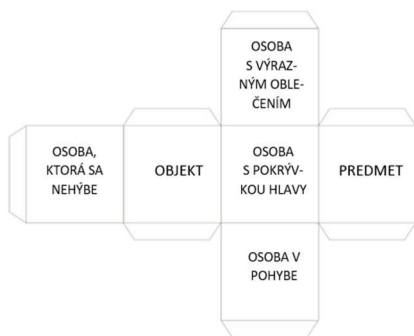 OSOBA
S VÝRAZ-
NÝM OBLE-
ČENÍM
OSOBA,
KTORÁ SA
NEHÝBE
OBJEKT
OSOBA
S POKRÝV-
KOU HLAVY
PREDMET
OSOBA V
POHYBE